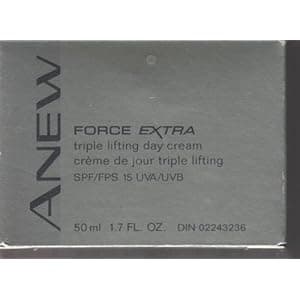 ANEW
FORCE EXTRA
triple lifting day cream
crème de jour triple lifting
SPF/FPS 15 UVA/UVB
50 ml 1.7 FL. OZ. DIN 02243236